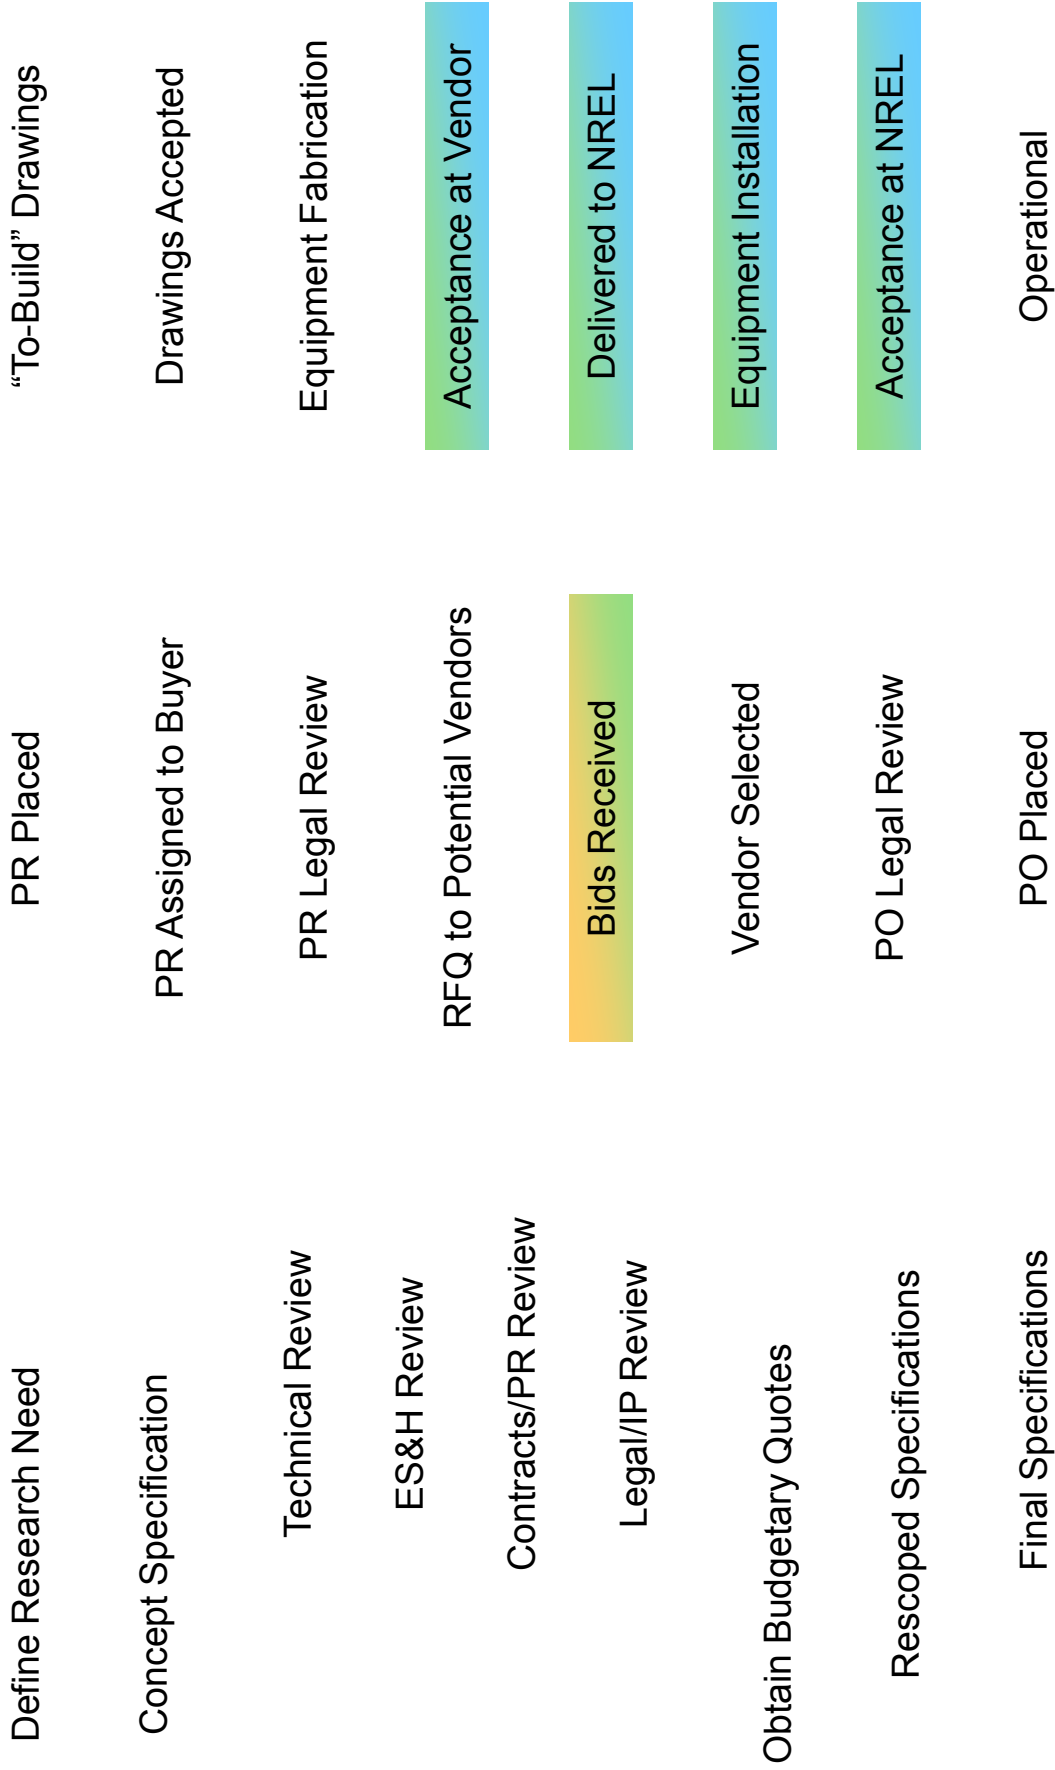 Define Research Need
Concept Specification
Technical Review
ES&H Review
Contracts/PR Review
Legal/IP Review
Obtain Budgetary Quotes
Rescoped Specifications
Final Specifications
PR Placed
PR Assigned to Buyer
PR Legal Review
RFQ to Potential Vendors
Bids Received
Vendor Selected
PO Legal Review
PO Placed
“To-Build” Drawings
Drawings Accepted
Equipment Fabrication
Acceptance at Vendor
Delivered to NREL
Equipment Installation
Acceptance at NREL
Operational